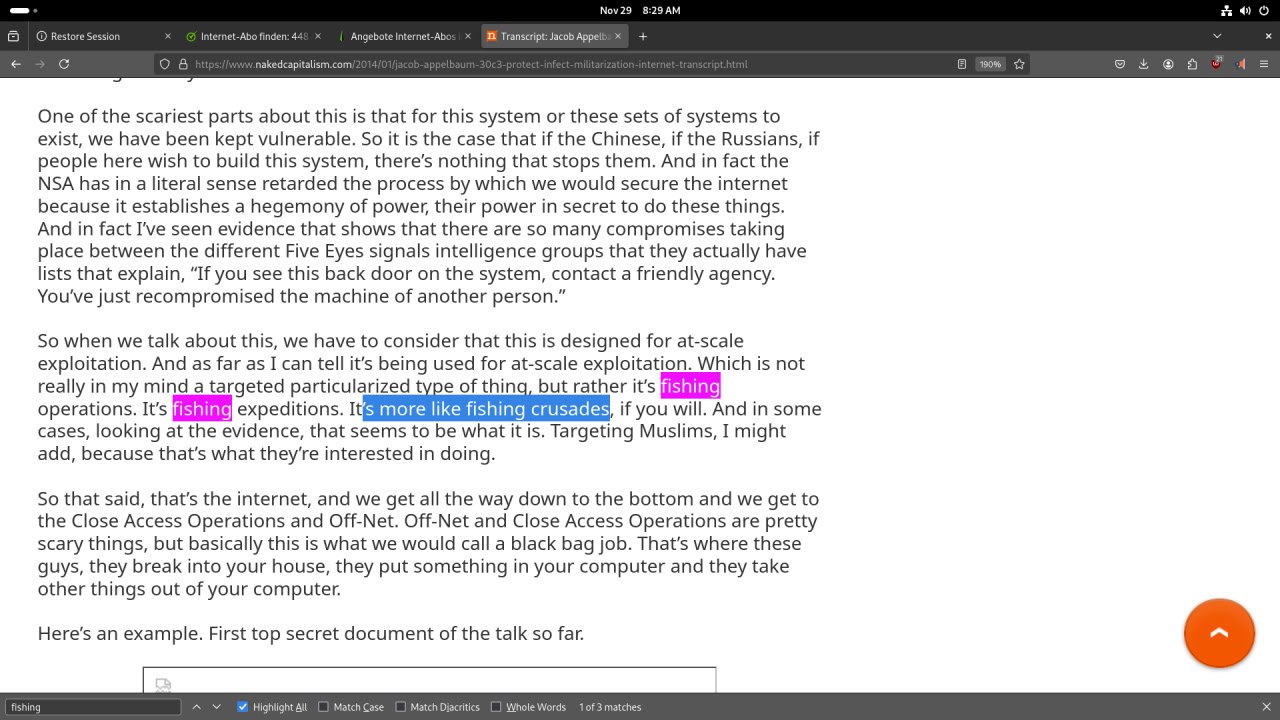 Nov 29 8:29 AM
Restore Session
Internet-Abo finden: 448
Angebote Internet-Abos
Transcript: Jacob Appelba
https://www.nakedcapitalism.com/2014/01/jacob-appelbaum-30c3-protect-infect-militarization-internet-transcript.html
190%
21
One of the scariest parts about this is that for this system or these sets of systems to
exist, we have been kept vulnerable. So it is the case that if the Chinese, if the Russians, if
people here wish to build this system, there’s nothing that stops them. And in fact the
NSA has in a literal sense retarded the process by which we would secure the internet
because it establishes a hegemony of power, their power in secret to do these things.
And in fact I’ve seen evidence that shows that there are so many compromises taking
place between the different Five Eyes signals intelligence groups that they actually have
lists that explain, “If you see this back door on the system, contact a friendly agency.
You’ve just recompromised the machine of another person.”
So when we talk about this, we have to consider that this is designed for at-scale
exploitation. And as far as I can tell it’s being used for at-scale exploitation. Which is not
really in my mind a targeted particularized type of thing, but rather it’s fishing
operations. It’s fishing expeditions. It’s more like fishing crusades, if you will. And in some
cases, looking at the evidence, that seems to be what it is. Targeting Muslims, I might
add, because that’s what they’re interested in doing.
So that said, that’s the internet, and we get all the way down to the bottom and we get to
the Close Access Operations and Off-Net. Off-Net and Close Access Operations are pretty
scary things, but basically this is what we would call a black bag job. That’s where these
guys, they break into your house, they put something in your computer and they take
other things out of your computer.
Here’s an example. First top secret document of the talk so far.
fishing
Highlight All
Match Case
Match Diacritics
Whole Words
1 of 3 matches